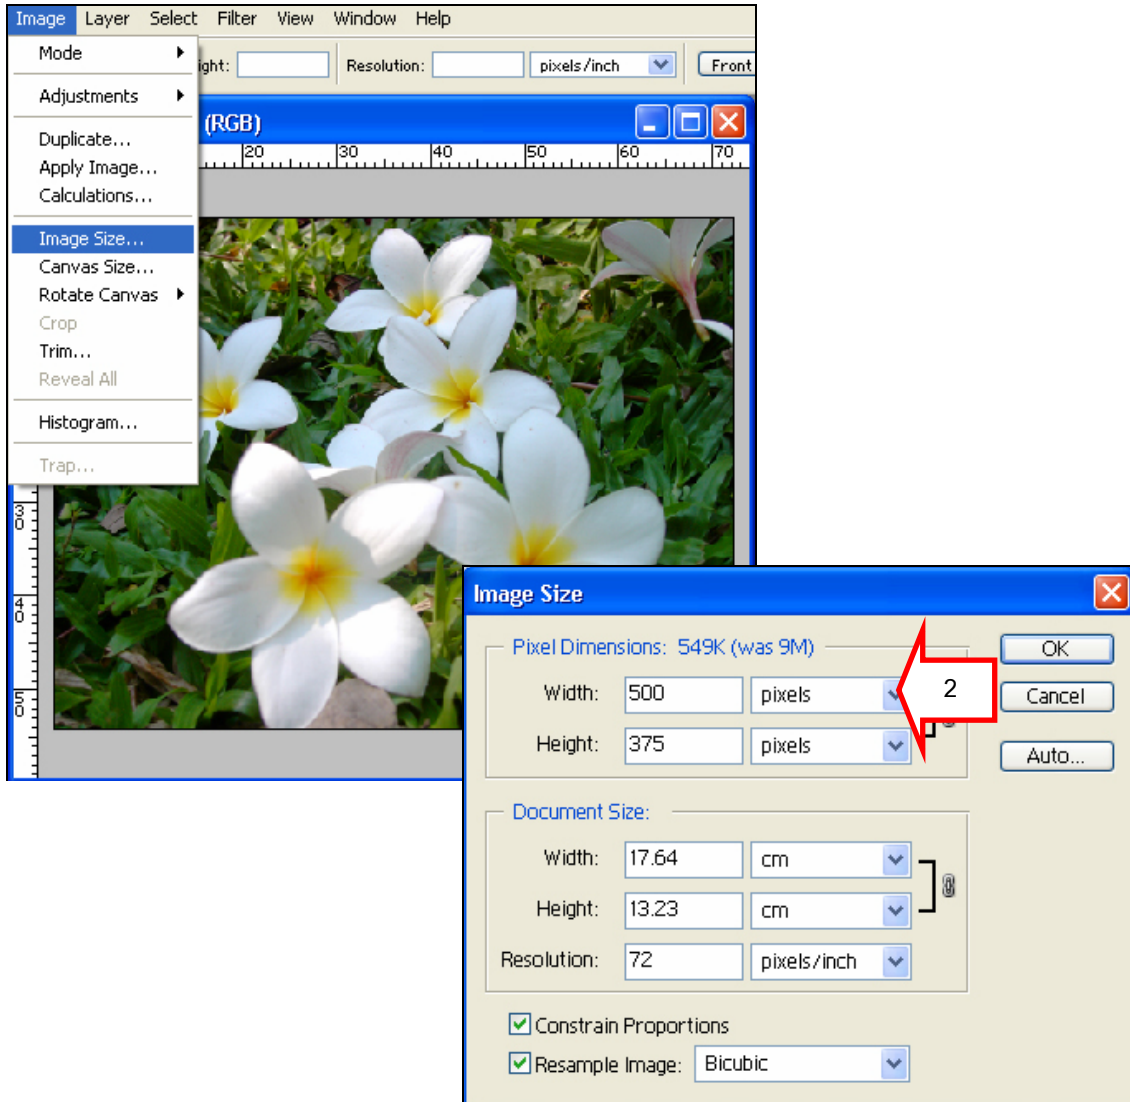 Image Layer Select Filter View Window Help
Mode
ight: Resolution: pixels/inch Front
Adjustments
(RGB)
Duplicate...
20 30 40 50 60 70
Apply Image...
Calculations...
Image Size...
Canvas Size...
Rotate Canvas
Crop
Trim...
Reveal All
Histogram...
Trap...
30
40
50
Image Size
Pixel Dimensions: 549K (was 9M)
OK
Width: 500 pixels
2
Cancel
Height: 375 pixels
Auto...
Document Size:
Width: 17.64 cm
Height: 13.23 cm
Resolution: 72 pixels/inch
Constrain Proportions
Resample Image: Bicubic